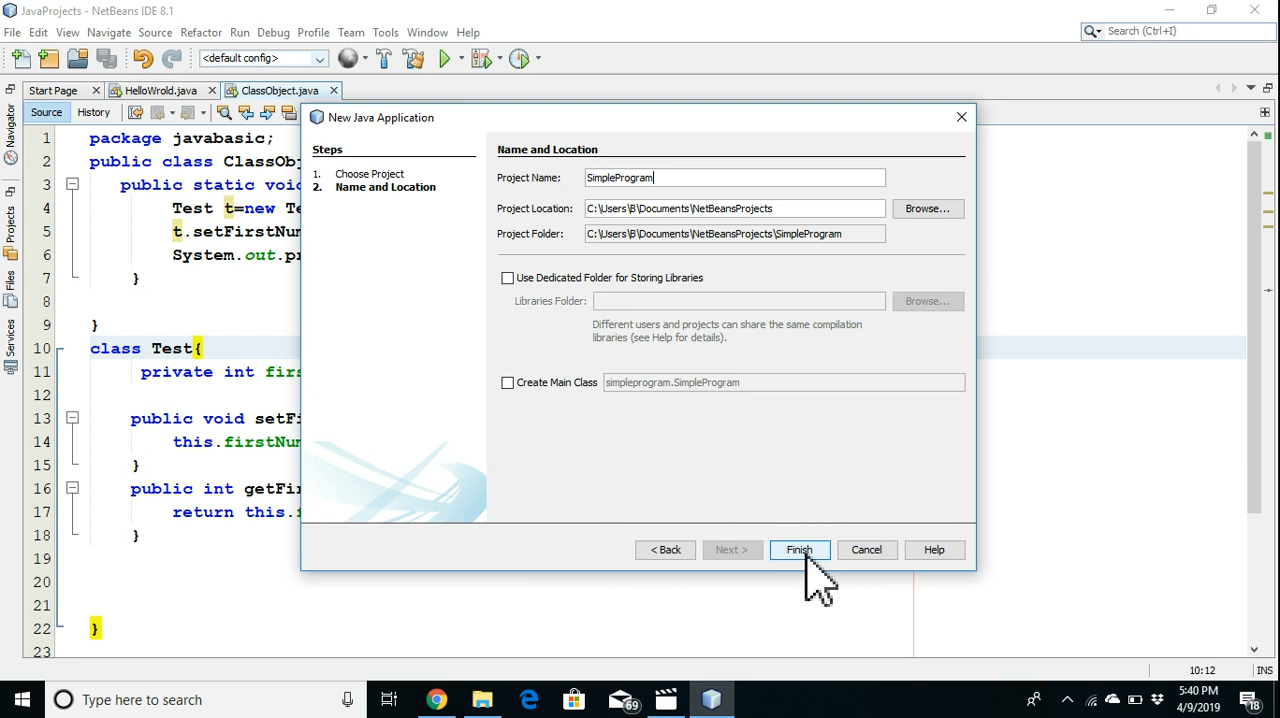 JavaProjects - NetBeans IDE 8.1
File Edit View Navigate Source Refactor Run Debug Profile Team Tools Window Help
Search (Ctrl+I)
<default config>
Start Page HelloWrold.java ClassObject.java
Source History
Navigator
Projects
Files
Services
New Java Application
Steps
1. Choose Project
2. Name and Location
Name and Location
Project Name: SimpleProgram
Project Location: C:\Users\B\Documents\NetBeansProjects Browse...
Project Folder: C:\Users\B\Documents\NetBeansProjects\SimpleProgram
Use Dedicated Folder for Storing Libraries
Libraries Folder: Browse...
Different users and projects can share the same compilation
libraries (see Help for details).
Create Main Class simpleprogram.SimpleProgram
< Back Next > Finish Cancel Help
1 package javabasic;
2 public class ClassOb
3 public static void
4 Test t=new Te
5 t.setFirstNu
6 System.out.p
7 }
8
9 }
10 class Test{
11 private int firs
12
13 public void setFi
14 this.firstNu
15 }
16 public int getFi
17 return this.
18 }
19
20
21
22 }
23
10:12 INS
Type here to search
69
5:40 PM
4/9/2019
18